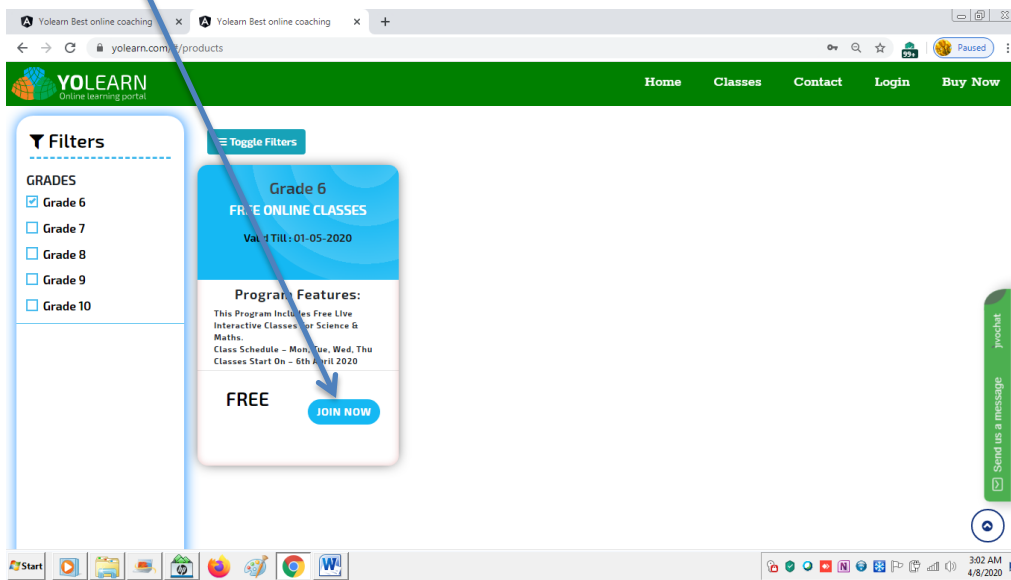 Yolearn Best online coaching
Yolearn Best online coaching
yolearn.com/#/products
99+
Paused
YOLEARN
Online learning portal
Home Classes Contact Login Buy Now
Filters
GRADES
Grade 6
Grade 7
Grade 8
Grade 9
Grade 10
Toggle Filters
Grade 6
FREE ONLINE CLASSES
Valid Till : 01-05-2020
Program Features:
This Program Includes Free LIve
Interactive Classes for Science &
Maths.
Class Schedule – Mon, Tue, Wed, Thu
Classes Start On – 6th April 2020
FREE
JOIN NOW
jivochat
Send us a message
Start
3:02 AM
4/8/2020